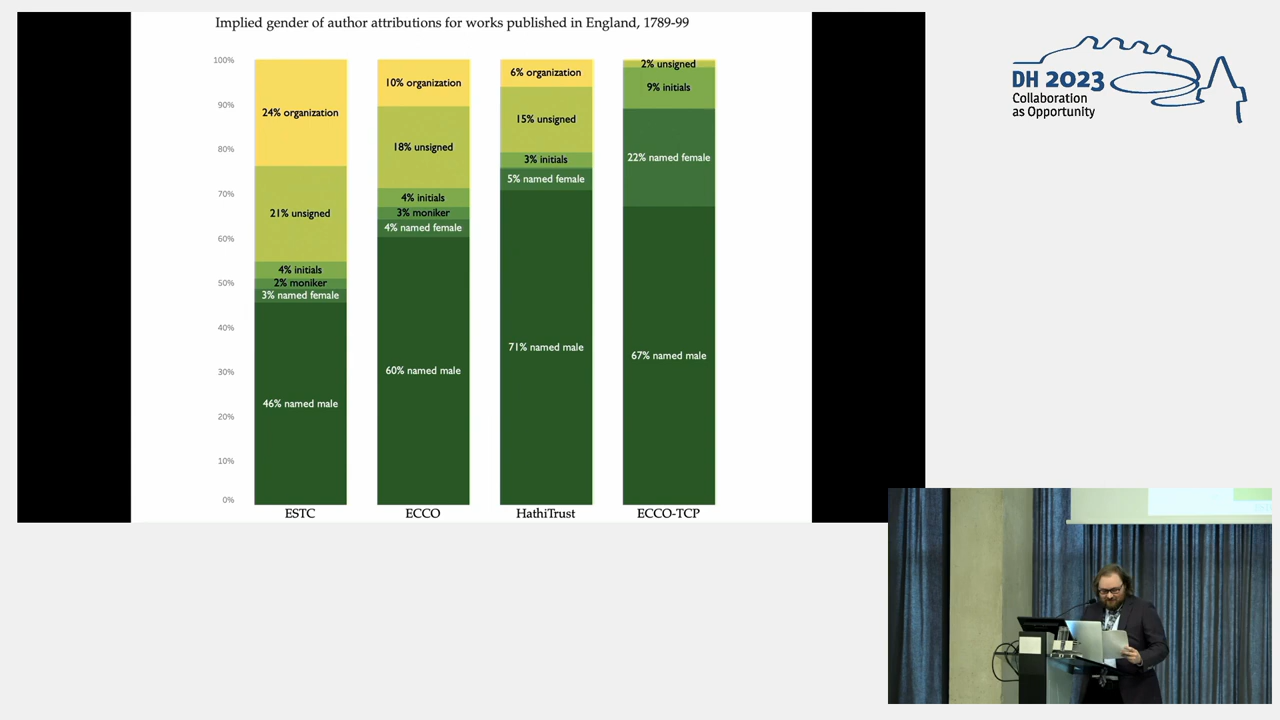 Implied gender of author attributions for works published in England, 1789-99
100%
90%
80%
70%
60%
50%
40%
30%
20%
10%
0%
24% organization
21% unsigned
4% initials
2% moniker
3% named female
46% named male
ESTC
10% organization
18% unsigned
4% initials
3% moniker
4% named female
60% named male
ECCO
6% organization
15% unsigned
3% initials
5% named female
71% named male
HathiTrust
2% unsigned
9% initials
22% named female
67% named male
ECCO-TCP
DH 2023
Collaboration
as Opportunity